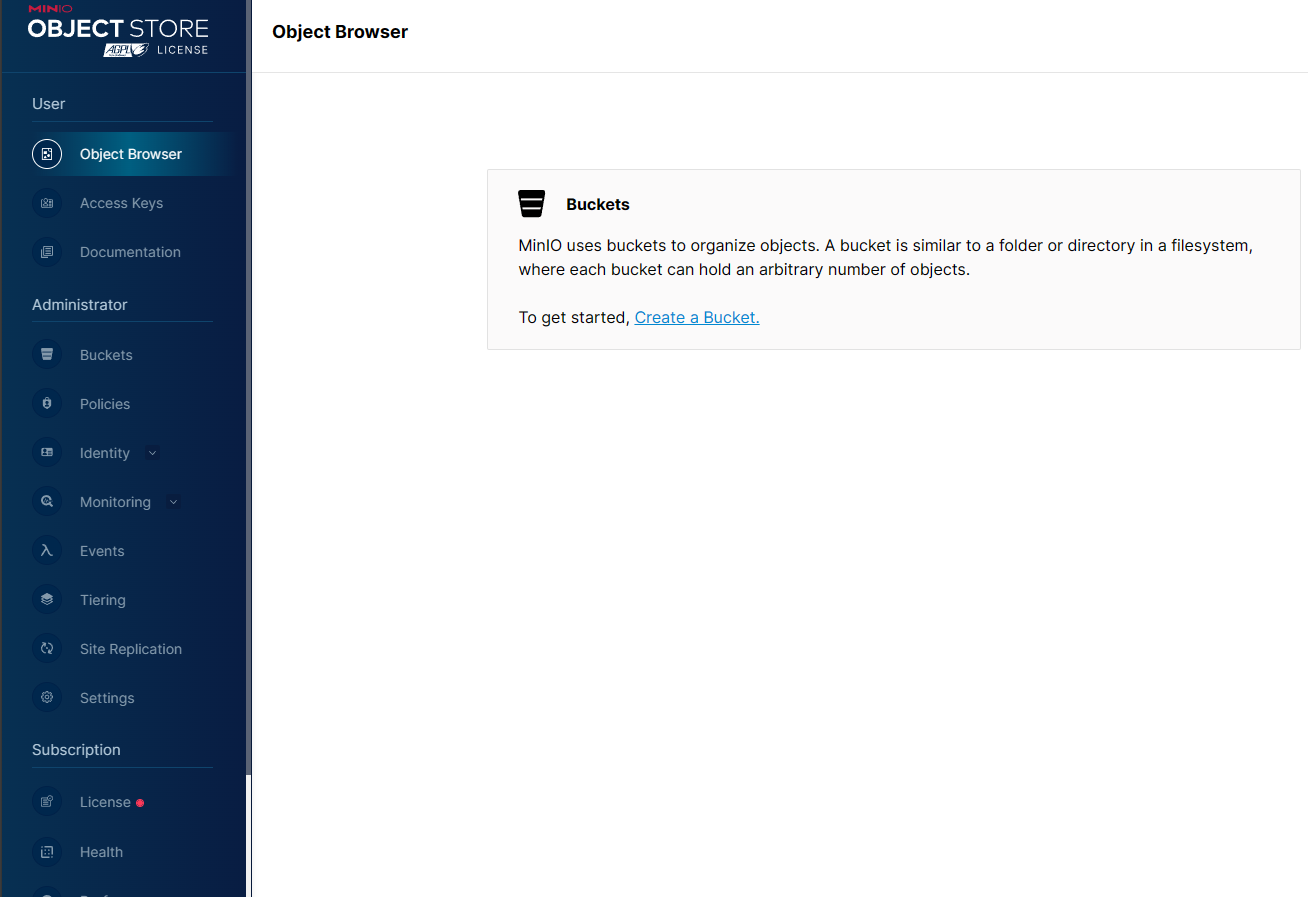 MINIO
OBJECT STORE
AGPL LICENSE
User
Object Browser
Access Keys
Documentation
Administrator
Buckets
Policies
Identity
Monitoring
Events
Tiering
Site Replication
Settings
Subscription
License
Health
Object Browser
Buckets
MinIO uses buckets to organize objects. A bucket is similar to a folder or directory in a filesystem,
where each bucket can hold an arbitrary number of objects.
To get started, Create a Bucket.